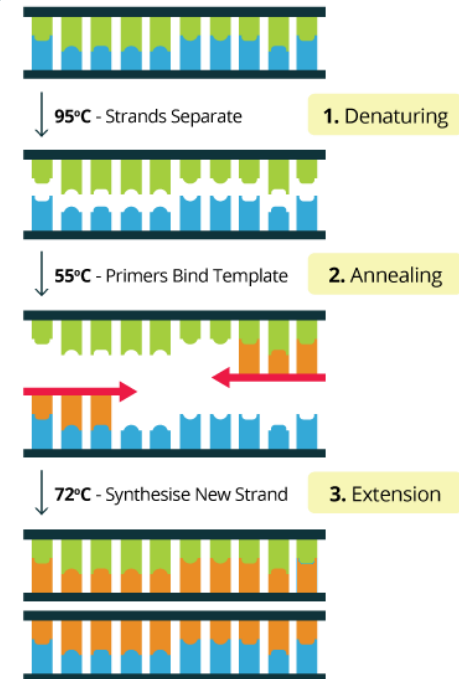 95ºC - Strands Separate
1. Denaturing
55ºC - Primers Bind Template
2. Annealing
72ºC - Synthesise New Strand
3. Extension